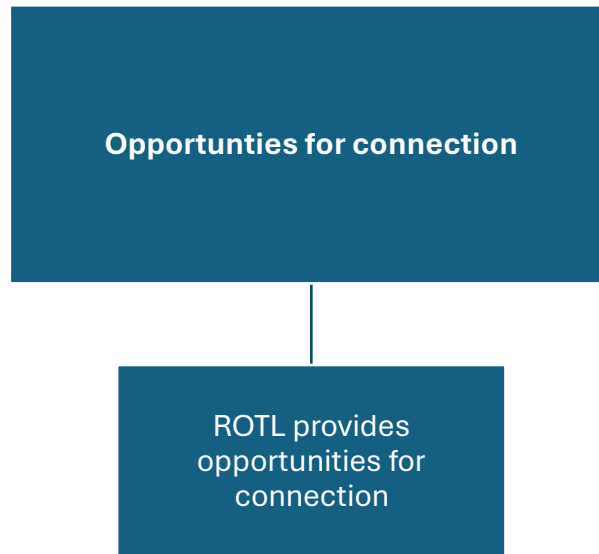 Opportunties for connection
ROTL provides
opportunities for
connection